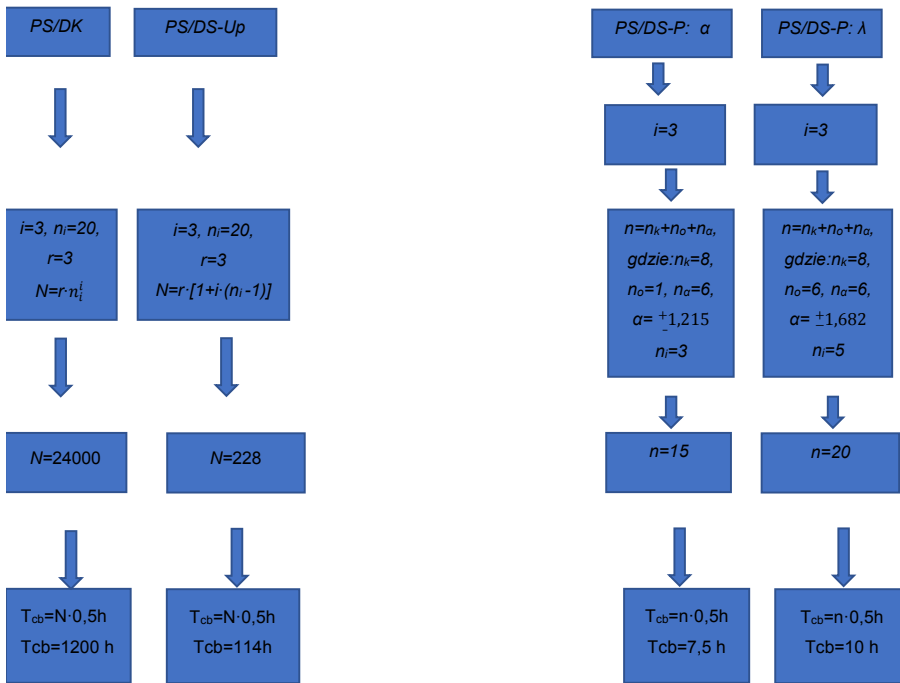 PS/DK
PS/DS-Up
PS/DS-P: α
PS/DS-P: λ
i=3
i=3
i=3, nᵢ=20,
r=3
N=r·nᵢⁱ
i=3, nᵢ=20,
r=3
N=r·[1+i·(nᵢ -1)]
n=nₖ+nₒ+nα,
gdzie:nₖ=8,
nₒ=1, nα=6,
α= ±1,215
nᵢ=3
n=nₖ+nₒ+nα,
gdzie:nₖ=8,
nₒ=6, nα=6,
α= ±1,682
nᵢ=5
N=24000
N=228
n=15
n=20
Tcb=N·0,5h
Tcb=1200 h
Tcb=N·0,5h
Tcb=114h
Tcb=n·0,5h
Tcb=7,5 h
Tcb=n·0,5h
Tcb=10 h